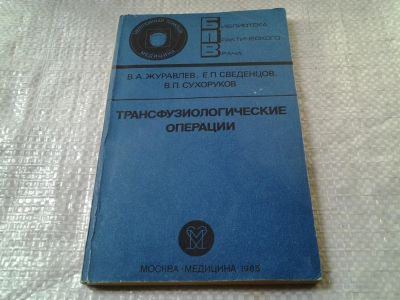 БИБЛИОТЕКА
ПРАКТИЧЕСКОГО
ВРАЧА
В.А. ЖУРАВЛЕВ, Е.П. СВЕДЕНЦОВ,
В.П. СУХОРУКОВ
ТРАНСФУЗИОЛОГИЧЕСКИЕ
ОПЕРАЦИИ
МОСКВА · МЕДИЦИНА · 1985